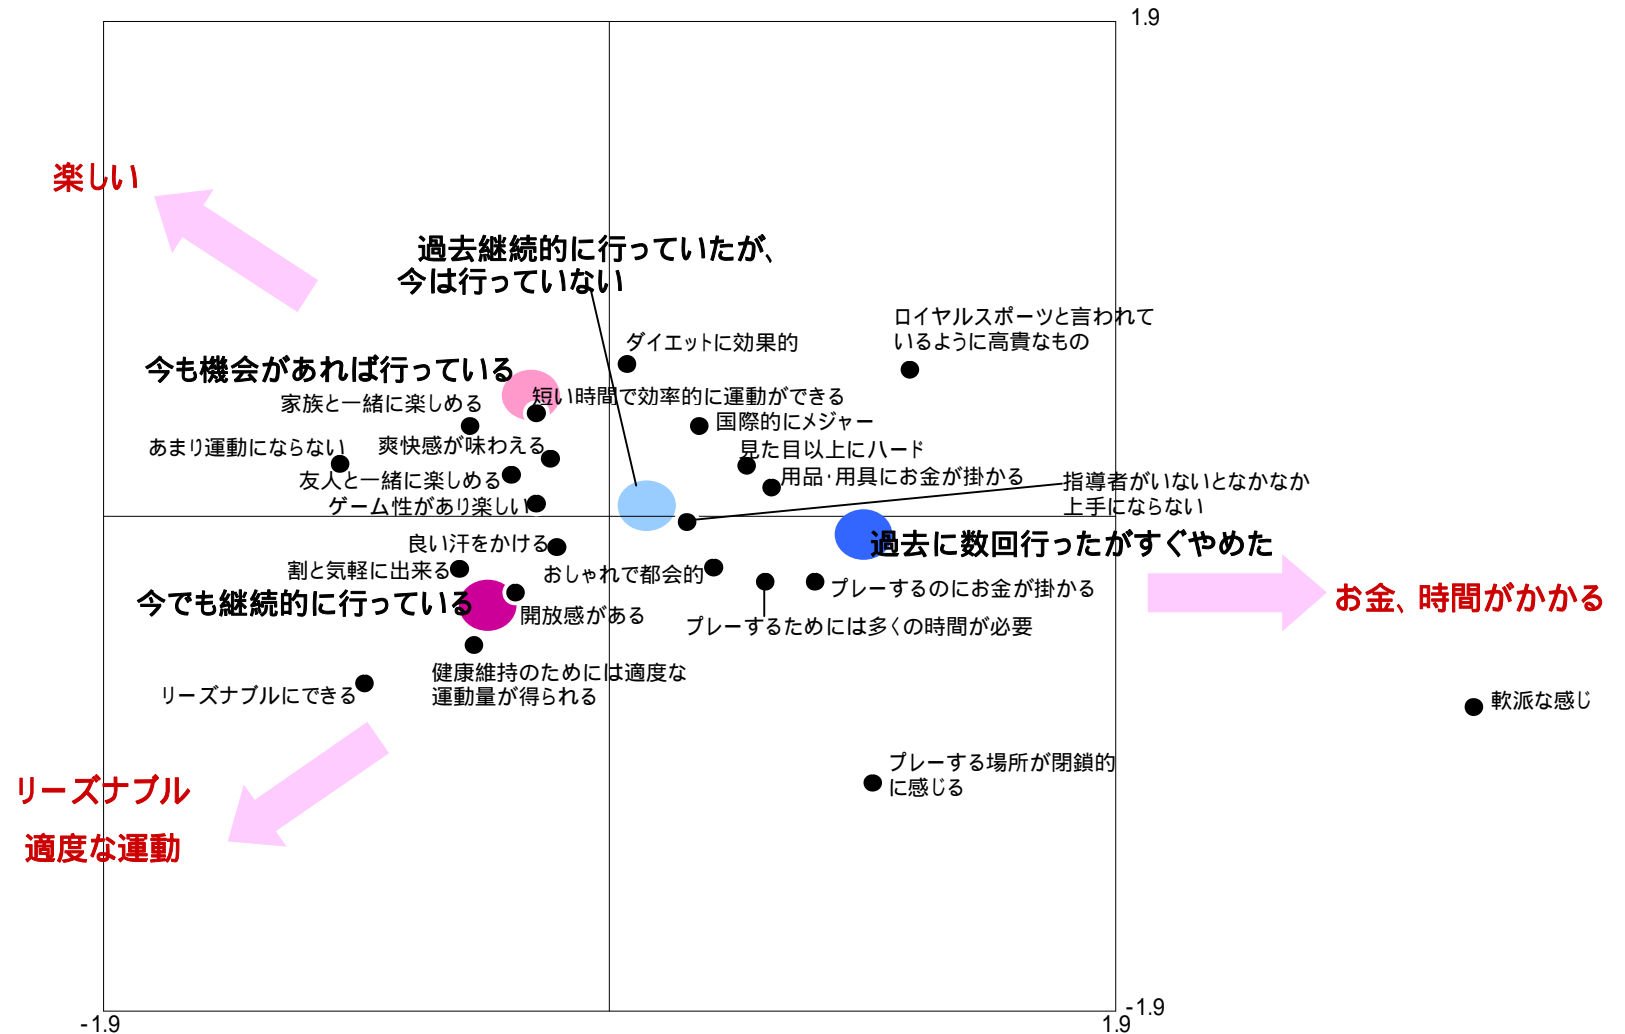 1.9
楽しい
過去継続的に行っていたが、
今は行っていない
ロイヤルスポーツと言われて
いるように高貴なもの
ダイエットに効果的
今も機会があれば行っている
短い時間で効率的に運動ができる
家族と一緒に楽しめる
国際的にメジャー
あまり運動にならない
爽快感が味わえる
見た目以上にハード
友人と一緒に楽しめる
用品・用具にお金が掛かる
指導者がいないとなかなか
上手にならない
ゲーム性があり楽しい
良い汗をかける
過去に数回行ったがすぐやめた
割と気軽に出来る
おしゃれで都会的
プレーするのにお金が掛かる
お金、時間がかかる
今でも継続的に行っている
開放感がある
プレーするためには多くの時間が必要
健康維持のためには適度な
運動量が得られる
リーズナブルにできる
軟派な感じ
プレーする場所が閉鎖的
に感じる
リーズナブル
適度な運動
-1.9
-1.9
1.9